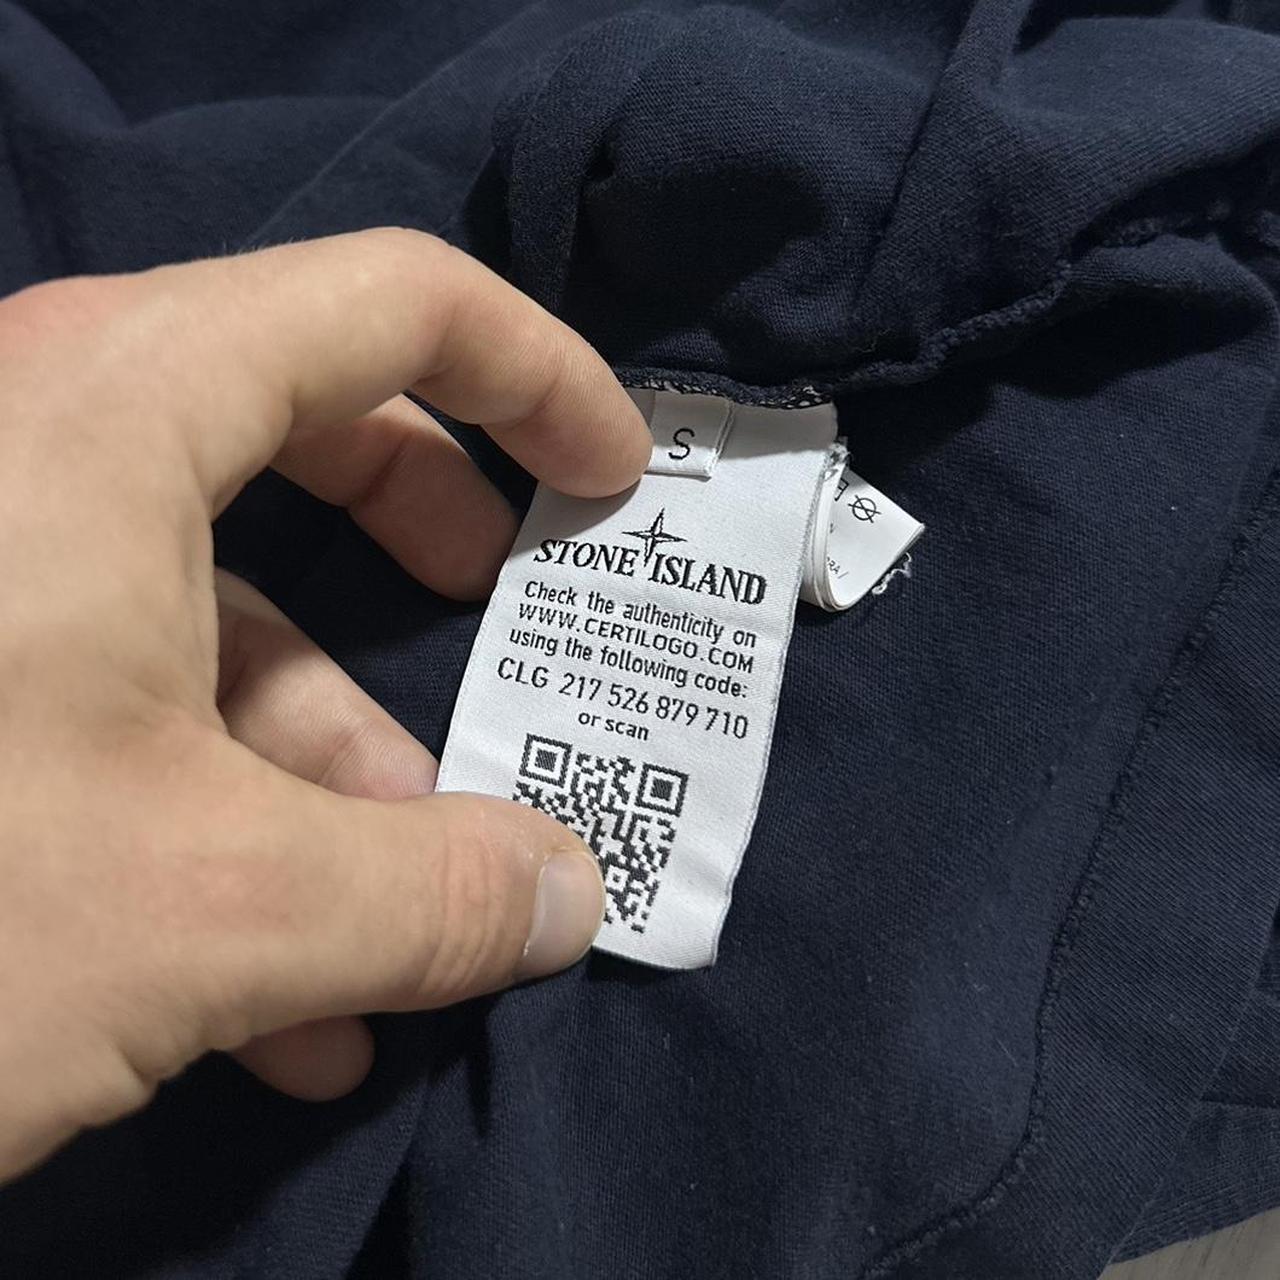 S
STONE ISLAND
Check the authenticity on
WWW.CERTILOGO.COM
using the following code:
CLG 217 526 879 710
or scan